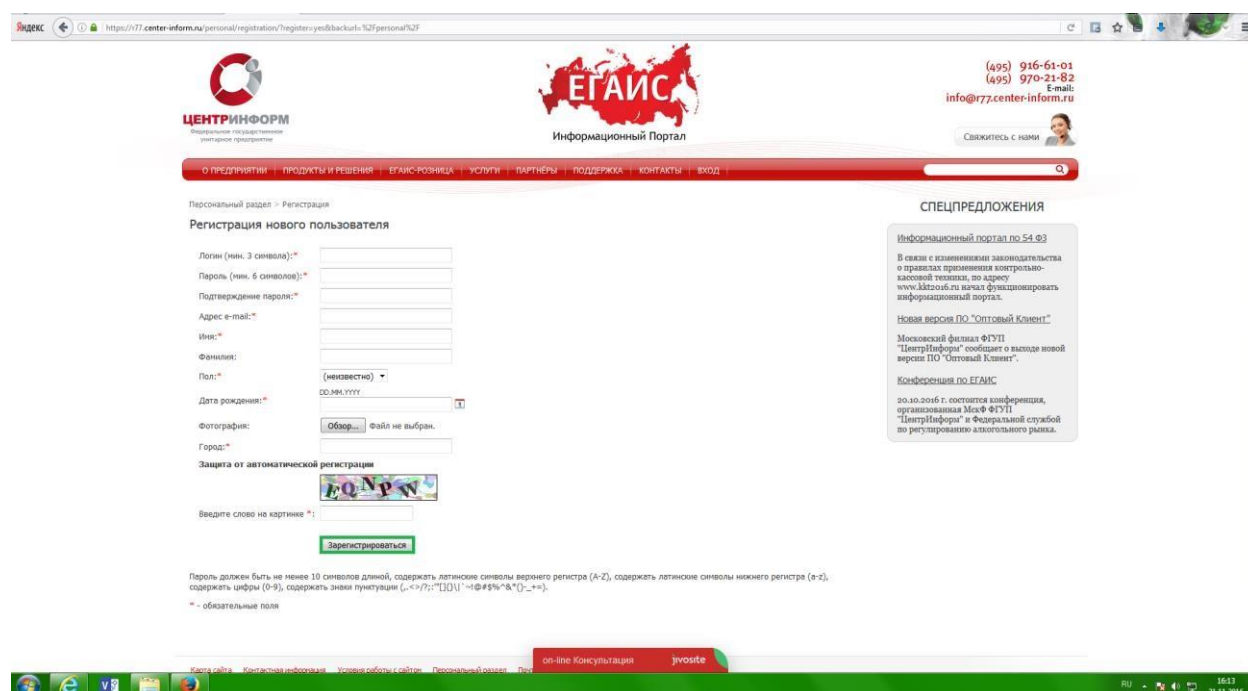 Яндекс
https://r77.center-inform.ru/personal/registration/?register=yes&backurl=%2Fpersonal%2F
ЦЕНТРИНФОРМ
Федеральное государственное
унитарное предприятие
ЕГАИС
Информационный Портал
(495) 916-61-01
(495) 970-21-82
E-mail:
info@r77.center-inform.ru
Свяжитесь с нами
О ПРЕДПРИЯТИИ ПРОДУКТЫ И РЕШЕНИЯ ЕГАИС-РОЗНИЦА УСЛУГИ ПАРТНЁРЫ ПОДДЕРЖКА КОНТАКТЫ ВХОД
Персональный раздел > Регистрация
Регистрация нового пользователя
Логин (мин. 3 символа):*
Пароль (мин. 6 символов):*
Подтверждение пароля:*
Адрес e-mail:*
Имя:*
Фамилия:
Пол:* (неизвестно)
DD.MM.YYYY
Дата рождения:*
Фотография: Обзор... Файл не выбран.
Город:*
Защита от автоматической регистрации
EQNPW
Введите слово на картинке *:
Зарегистрироваться
Пароль должен быть не менее 10 символов длиной, содержать латинские символы верхнего регистра (A-Z), содержать латинские символы нижнего регистра (a-z),
содержать цифры (0-9), содержать знаки пунктуации (,.<>/?;:'"[]{}\|`~!@#$%^&*()-_+=).
* - обязательные поля
СПЕЦПРЕДЛОЖЕНИЯ
Информационный портал по 54 ФЗ
В связи с изменениями законодательства
о правилах применения контрольно-
кассовой техники, по адресу
www.kkt2016.ru начал функционировать
информационный портал.
Новая версия ПО "Оптовый Клиент"
Московский филиал ФГУП
"ЦентрИнформ" сообщает о выходе новой
версии ПО "Оптовый Клиент".
Конференция по ЕГАИС
20.10.2016 г. состоится конференция,
организованная МскФ ФГУП
"ЦентрИнформ" и Федеральной службой
по регулированию алкогольного рынка.
Карта сайта Контактная информация Условия работы с сайтом Персональный раздел
on-line Консультация jivosite
RU 16:13
21.11.2016